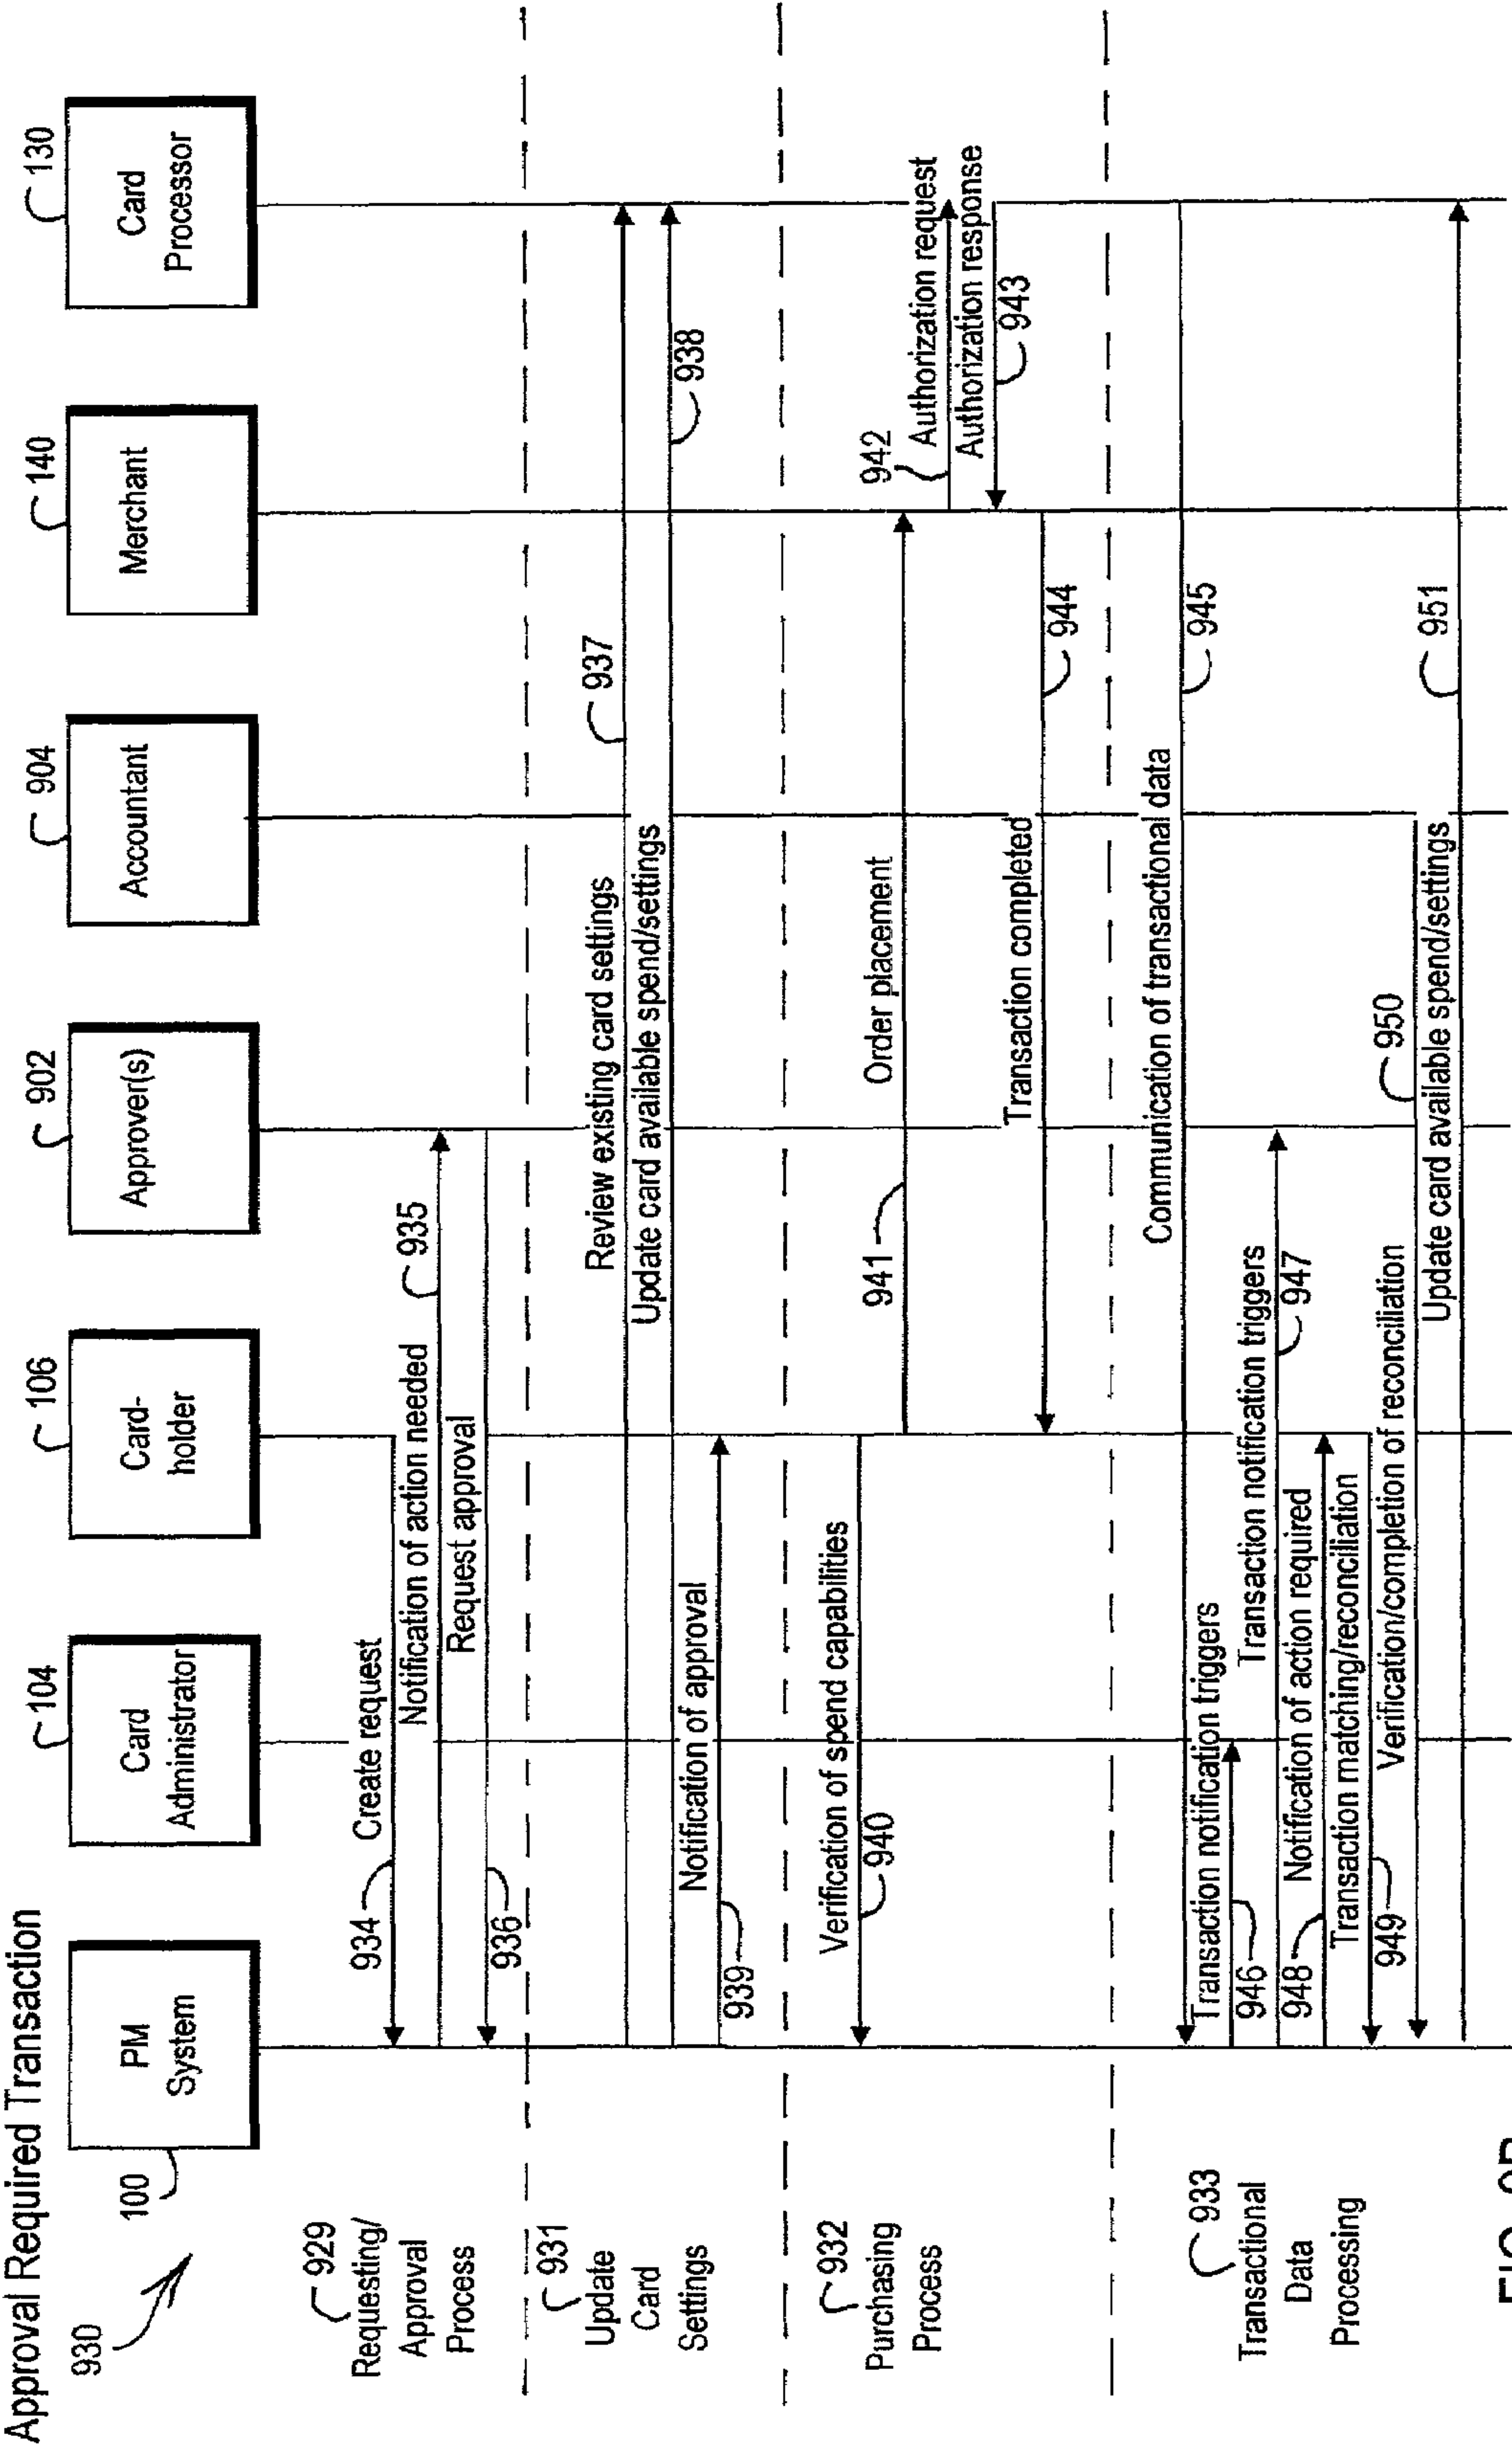 Approval Required Transaction
930
100
PM
System
104
Card
Administrator
106
Card-
holder
902
Approver(s)
904
Accountant
140
Merchant
130
Card
Processor
929
Requesting/
Approval
Process
934
Create request
Notification of action needed
935
Request approval
936
931
Update
Card
Settings
Review existing card settings
937
Update card available spend/settings
938
Notification of approval
939
932
Purchasing
Process
Verification of spend capabilities
940
941
Order placement
942
Authorization request
Authorization response
943
Transaction completed
944
933
Transactional
Data
Processing
Communication of transactional data
945
Transaction notification triggers
946
Transaction notification triggers
947
948
Notification of action required
Transaction matching/reconciliation
949
Verification/completion of reconciliation
950
Update card available spend/settings
951